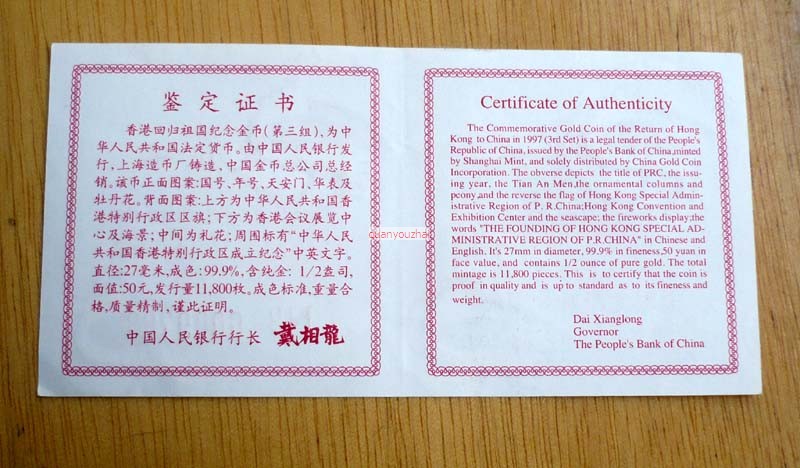 鉴定证书
香港回归祖国纪念金币(第三组)、为中
华人民共和国法定货币。由中国人民银行发
行,上海造币厂铸造,中国金币总公司总经
销。该币正面图案:国号、年号、天安门、华表及
牡丹花。背面图案:上方为中华人民共和国香
港特别行政区区旗;下方为香港会议展览中
心及海景;中间为礼花;周围标有“中华人民
共和国香港特别行政区成立纪念”中英文字。
直径:27毫米,成色:99.9%,含纯金: 1/2盎司,
面值:50元,发行量11,800枚。成色标准,重量合
格,质量精制,谨此证明。
中国人民银行行长 戴相龍
Certificate of Authenticity
The Commemorative Gold Coin of the Return of Hong
Kong to China in 1997 (3rd Set) is a legal tender of the People's
Republic of China, issued by the People's Bank of China,minted
by Shanghai Mint, and solely distributed by China Gold Coin
Incorporation. The obverse depicts the title of PRC, the issu-
ing year, the Tian An Men,the ornamental columns and
peony,and the reverse the flag of Hong Kong Special Admin-
istrative Region of P. R.China;Hong Kong Convention and
Exhibition Center and the seascape; the fireworks display;the
words "THE FOUNDING OF HONG KONG SPECIAL AD-
MINISTRATIVE REGION OF P.R.CHINA" in Chinese and
English. It's 27mm in diameter, 99.9% in fineness,50 yuan in
face value, and contains 1/2 ounce of pure gold. The total
mintage is 11,800 pieces. This is to certify that the coin is
proof in quality and is up to standard as to its fineness and
weight.
Dai Xianglong
Governor
The People's Bank of China
quanyouzhai